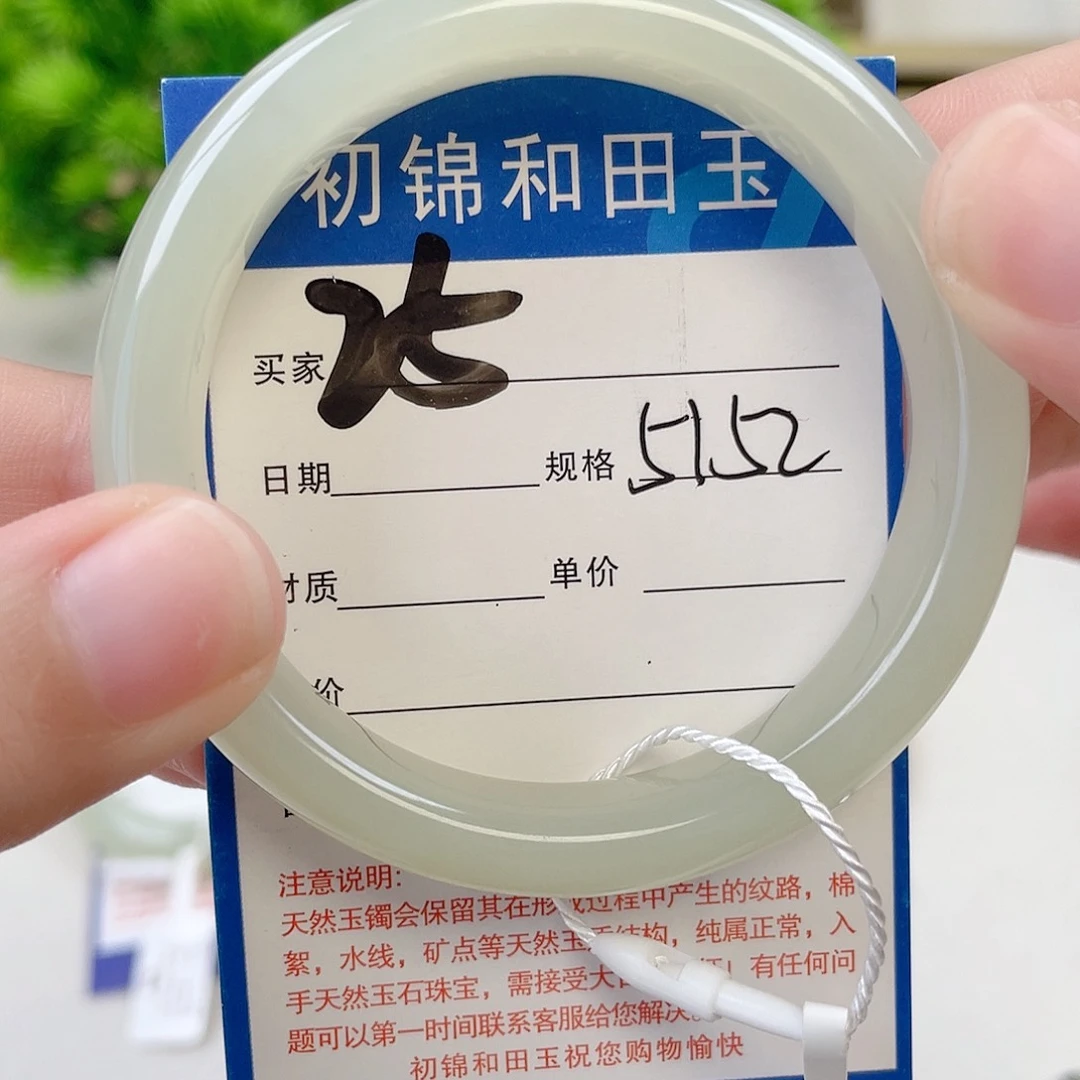 初锦和田玉
买家
日期 规格 51.52
材质 单价
价
注意说明:
天然玉镯会保留其在形成过程中产生的纹路，棉
絮，水线，矿点等天然玉质结构，纯属正常，入
手天然玉石珠宝，需接受大自 ！有任何问
题可以第一时间联系客服给您解决
初锦和田玉祝您购物愉快